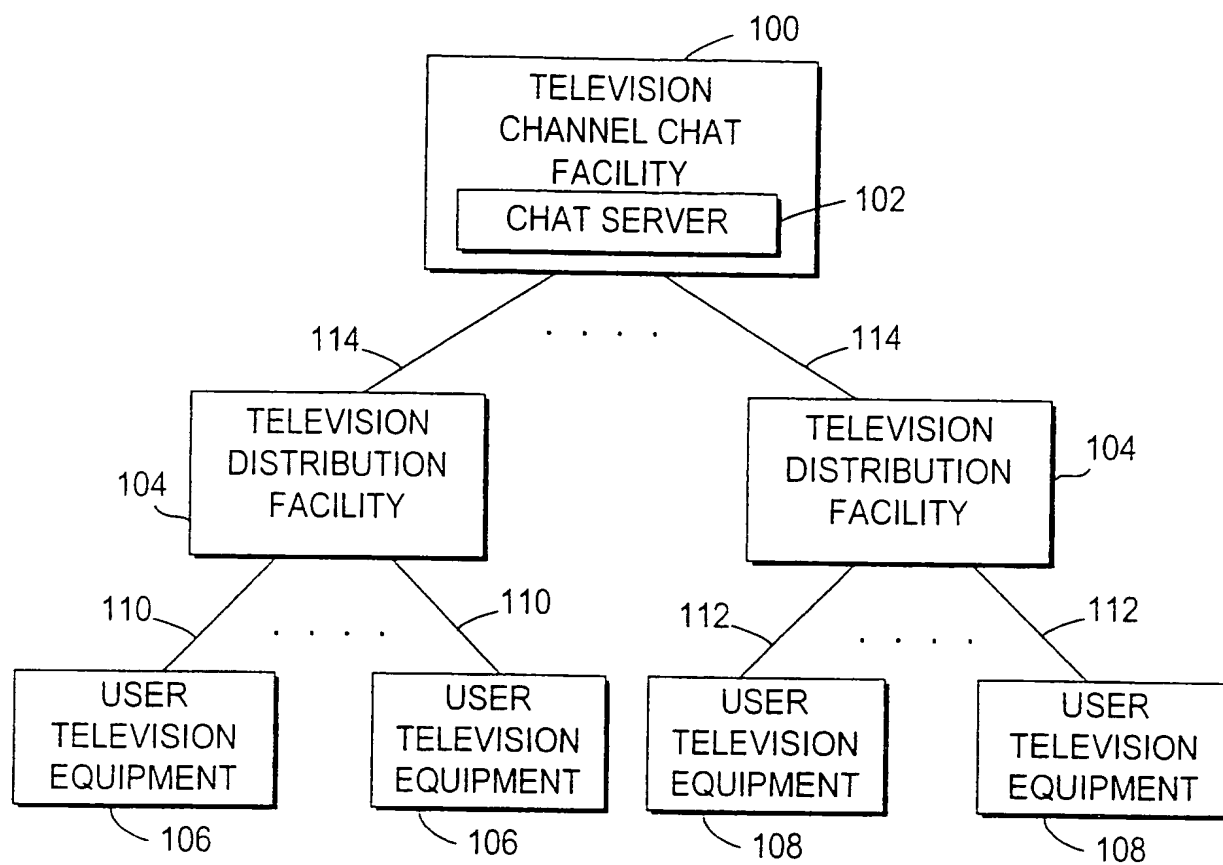 100
TELEVISION
CHANNEL CHAT
FACILITY
CHAT SERVER
102
114
. . . .
114
TELEVISION
DISTRIBUTION
FACILITY
104
TELEVISION
DISTRIBUTION
FACILITY
104
110
. . . .
110
112
. . . .
112
USER
TELEVISION
EQUIPMENT
106
USER
TELEVISION
EQUIPMENT
106
USER
TELEVISION
EQUIPMENT
108
USER
TELEVISION
EQUIPMENT
108